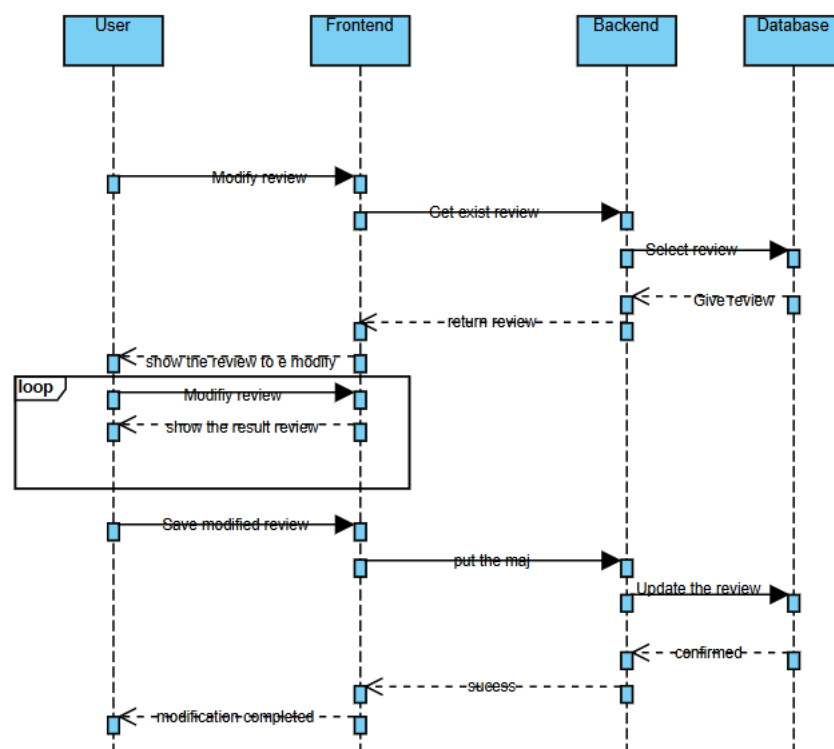 User
Frontend
Backend
Database
Modify review
Get exist review
Select review
Give review
return review
show the review to e modify
loop
Modifiy review
show the result review
Save modified review
put the maj
Update the review
confirmed
sucess
modification completed